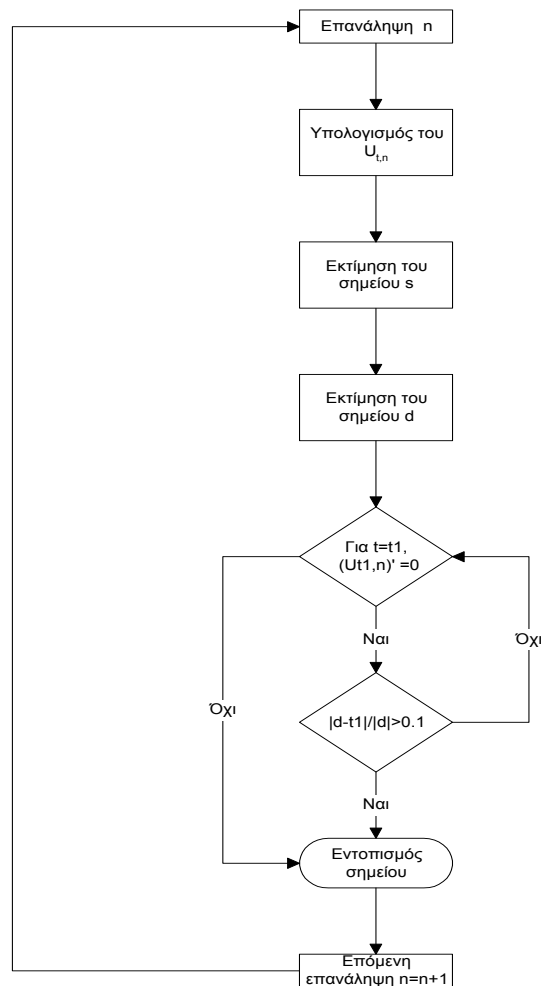 Επανάληψη n
Υπολογισμός του
U t,n
Εκτίμηση του
σημείου s
Εκτίμηση του
σημείου d
Για t=t1,
(Ut1,n)' =0
Ναι
Όχι
Όχι
|d-t1|/|d|>0.1
Ναι
Εντοπισμός
σημείου
Επόμενη
επανάληψη n=n+1